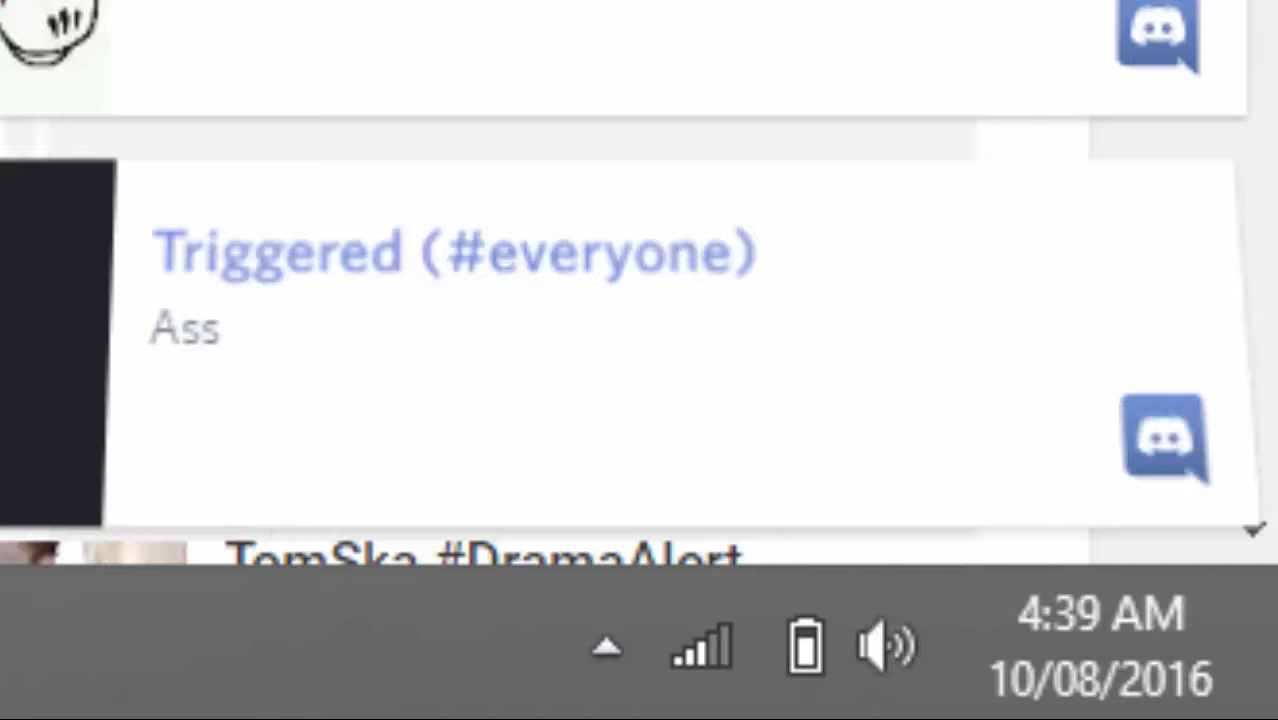 Triggered (#everyone)
Ass
TomSka #DramaAlert
4:39 AM
10/08/2016